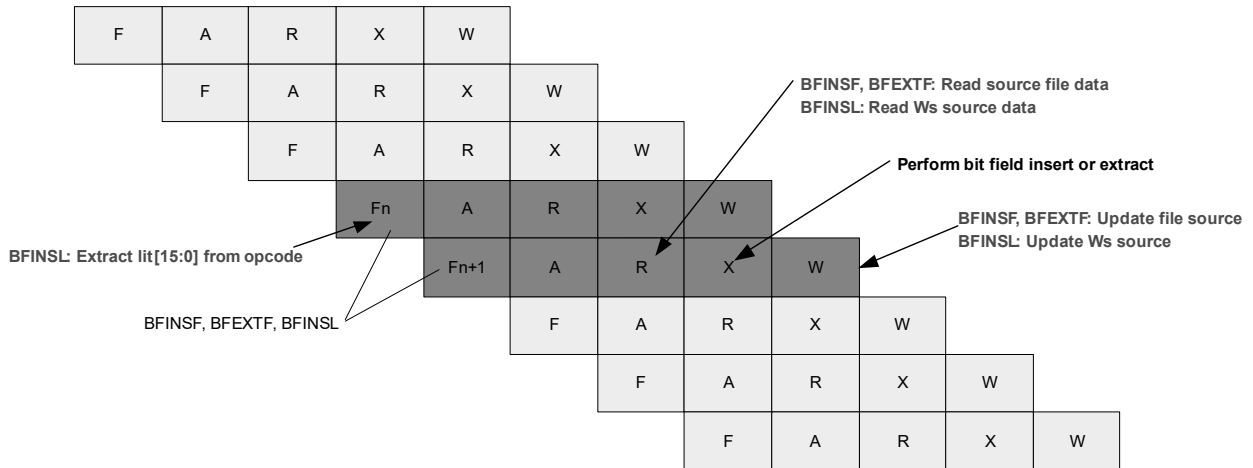 F A R X W
F A R X W
BFINSF, BFEXTF: Read source file data
BFINSL: Read Ws source data
F A R X W
Perform bit field insert or extract
Fn A R X W
BFINSF, BFEXTF: Update file source
BFINSL: Update Ws source
BFINSL: Extract lit[15:0] from opcode
Fn+1 A R X W
BFINSF, BFEXTF, BFINSL
F A R X W
F A R X W
F A R X W